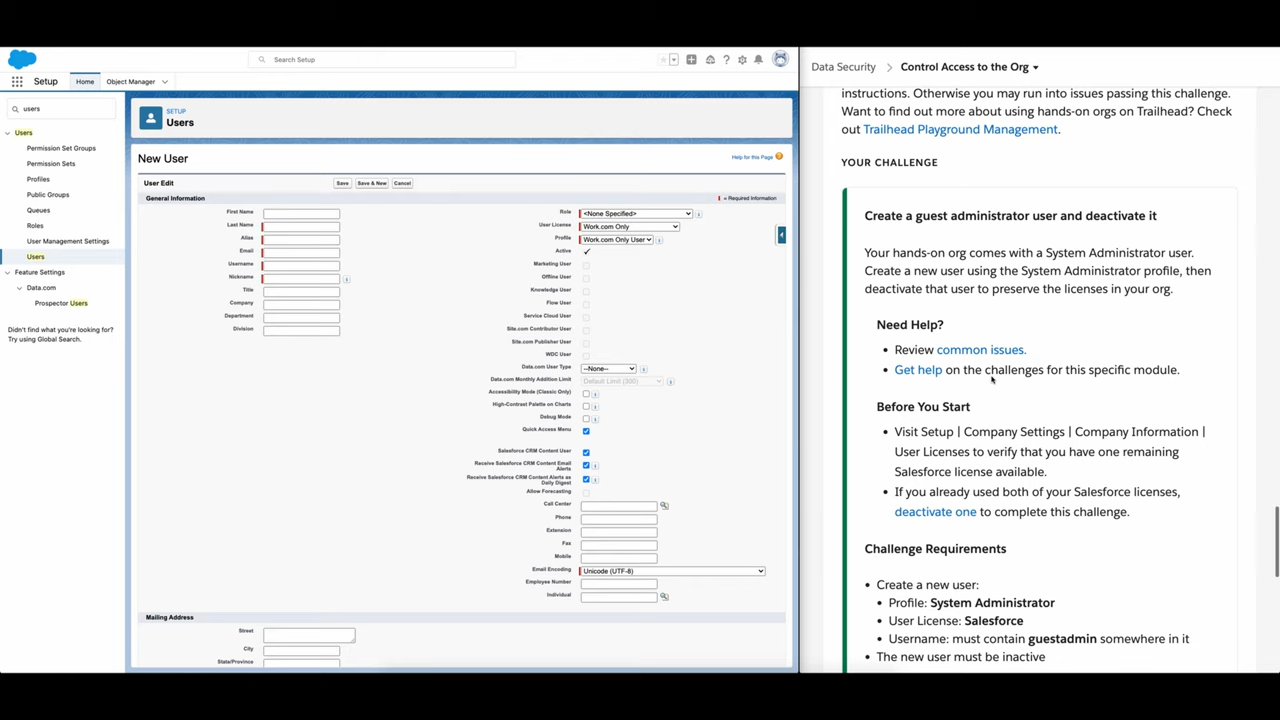 Search Setup
Setup
Home
Object Manager
users
Users
Permission Set Groups
Permission Sets
Profiles
Public Groups
Queues
Roles
User Management Settings
Users
Feature Settings
Data.com
Prospector Users
Didn't find what you're looking for?
Try using Global Search.
SETUP
Users
New User
Help for this Page
User Edit
Save
Save & New
Cancel
General Information
= Required Information
First Name
Last Name
Alias
Email
Username
Nickname
Title
Company
Department
Division
Role <None Specified>
User License Work.com Only
Profile Work.com Only User
Active
Marketing User
Offline User
Knowledge User
Flow User
Service Cloud User
Site.com Contributor User
Site.com Publisher User
WDC User
Data.com User Type --None--
Data.com Monthly Addition Limit Default Limit (300)
Accessibility Mode (Classic Only)
High-Contrast Palette on Charts
Debug Mode
Quick Access Menu
Salesforce CRM Content User
Receive Salesforce CRM Content Email
Alerts
Receive Salesforce CRM Content Alerts as
Daily Digest
Allow Forecasting
Call Center
Phone
Extension
Fax
Mobile
Email Encoding Unicode (UTF-8)
Employee Number
Individual
Mailing Address
Street
City
State/Province
Data Security
Control Access to the Org
instructions. Otherwise you may run into issues passing this challenge.
Want to find out more about using hands-on orgs on Trailhead? Check
out Trailhead Playground Management.
YOUR CHALLENGE
Create a guest administrator user and deactivate it
Your hands-on org comes with a System Administrator user.
Create a new user using the System Administrator profile, then
deactivate that user to preserve the licenses in your org.
Need Help?
• Review common issues.
• Get help on the challenges for this specific module.
Before You Start
• Visit Setup | Company Settings | Company Information |
User Licenses to verify that you have one remaining
Salesforce license available.
• If you already used both of your Salesforce licenses,
deactivate one to complete this challenge.
Challenge Requirements
• Create a new user:
• Profile: System Administrator
• User License: Salesforce
• Username: must contain guestadmin somewhere in it
• The new user must be inactive